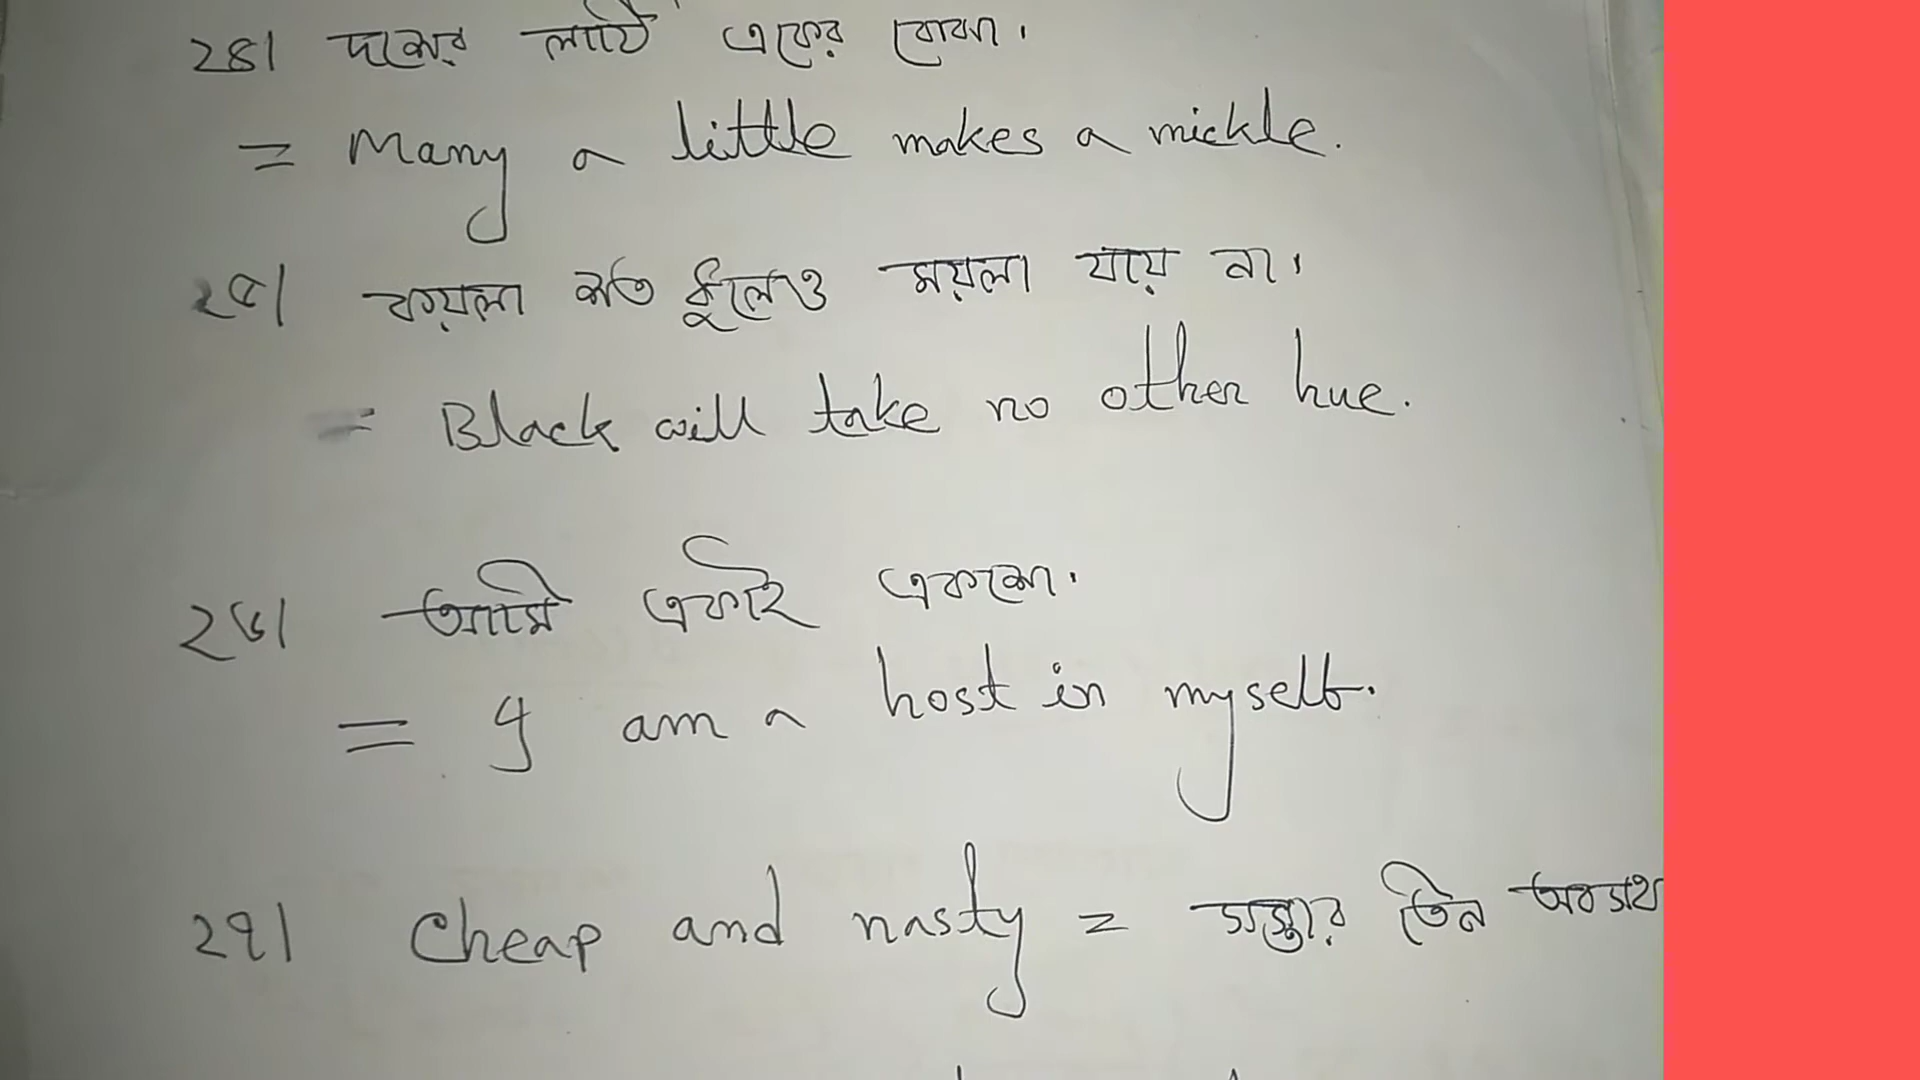 ২৪। দশের লাঠি একের বোঝা।
= Many a little makes a mickle.
২৫। কয়লা শত ধুলেও ময়লা যায় না।
= Black will take no other hue.
২৬। আমি একাই একশো।
= I am a host in myself.
২৭। Cheap and nasty = সস্তার তিন